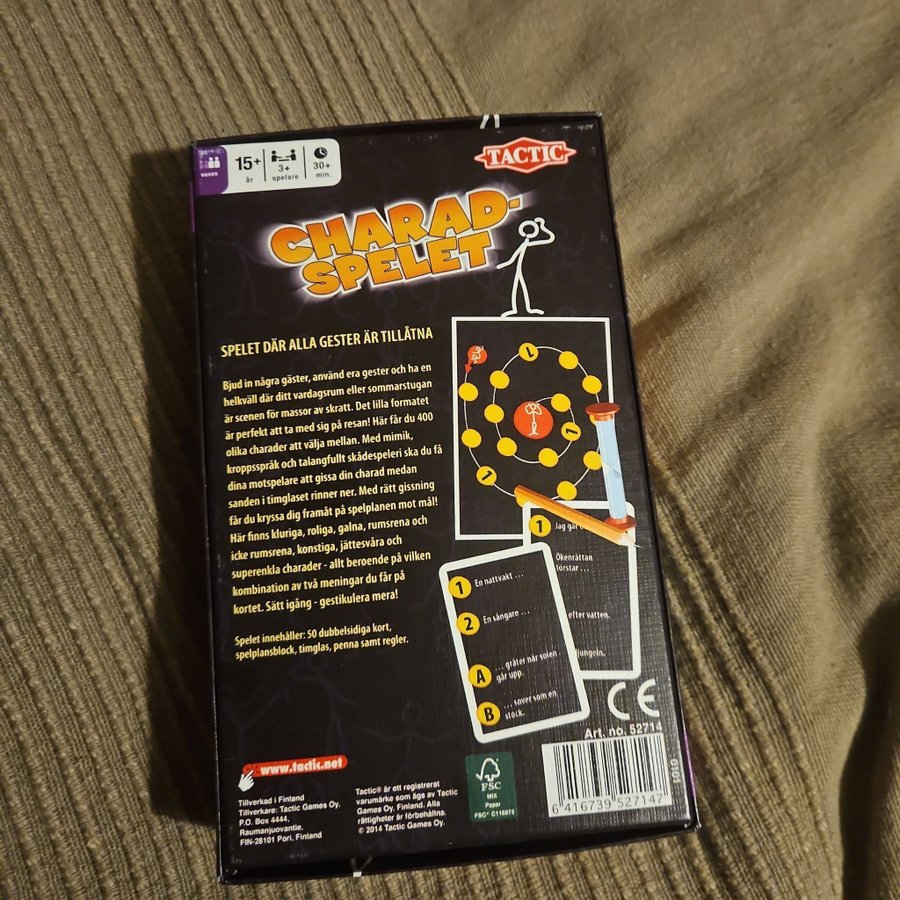 vuxen
15+
år
3+
spelare
30+
min.
TACTIC
CHARAD-
SPELET
SPELET DÄR ALLA GESTER ÄR TILLÅTNA
Bjud in några gäster, använd era gester och ha en
helkväll där ditt vardagsrum eller sommarstugan
är scenen för massor av skratt. Det lilla formatet
är perfekt att ta med sig på resan! Här får du 400
olika charader att välja mellan. Med mimik,
kroppsspråk och talangfullt skådespeleri ska du få
dina motspelare att gissa din charad medan
sanden i timglaset rinner ner. Med rätt gissning
får du kryssa dig framåt på spelplanen mot mål!
Här finns kluriga, roliga, galna, rumsrena och
icke rumsrena, konstiga, jättesvåra och
superenkla charader - allt beroende på vilken
kombination av två meningar du får på
kortet. Sätt igång - gestikulera mera!
Spelet innehåller: 50 dubbelsidiga kort,
spelplansblock, timglas, penna samt regler.
1
1
1
1 Jag går
Ökenråttan
törstar ...
efter vatten.
djungeln.
1 En nattvakt ...
2 En sångare ...
A ... gråter när solen
går upp.
B ... sover som en
stock.
CE
Art. no. 52714
www.tactic.net
Tillverkad i Finland
Tillverkare: Tactic Games Oy.
P.O. Box 4444,
Raumanjuovantie,
FIN-28101 Pori, Finland
Tactic® är ett registrerat
varumärke som ägs av Tactic
Games Oy, Finland. Alla
rättigheter är förbehållna.
© 2014 Tactic Games Oy.
FSC
MIX
Paper
FSC® C115875
6 416739 527147
1010